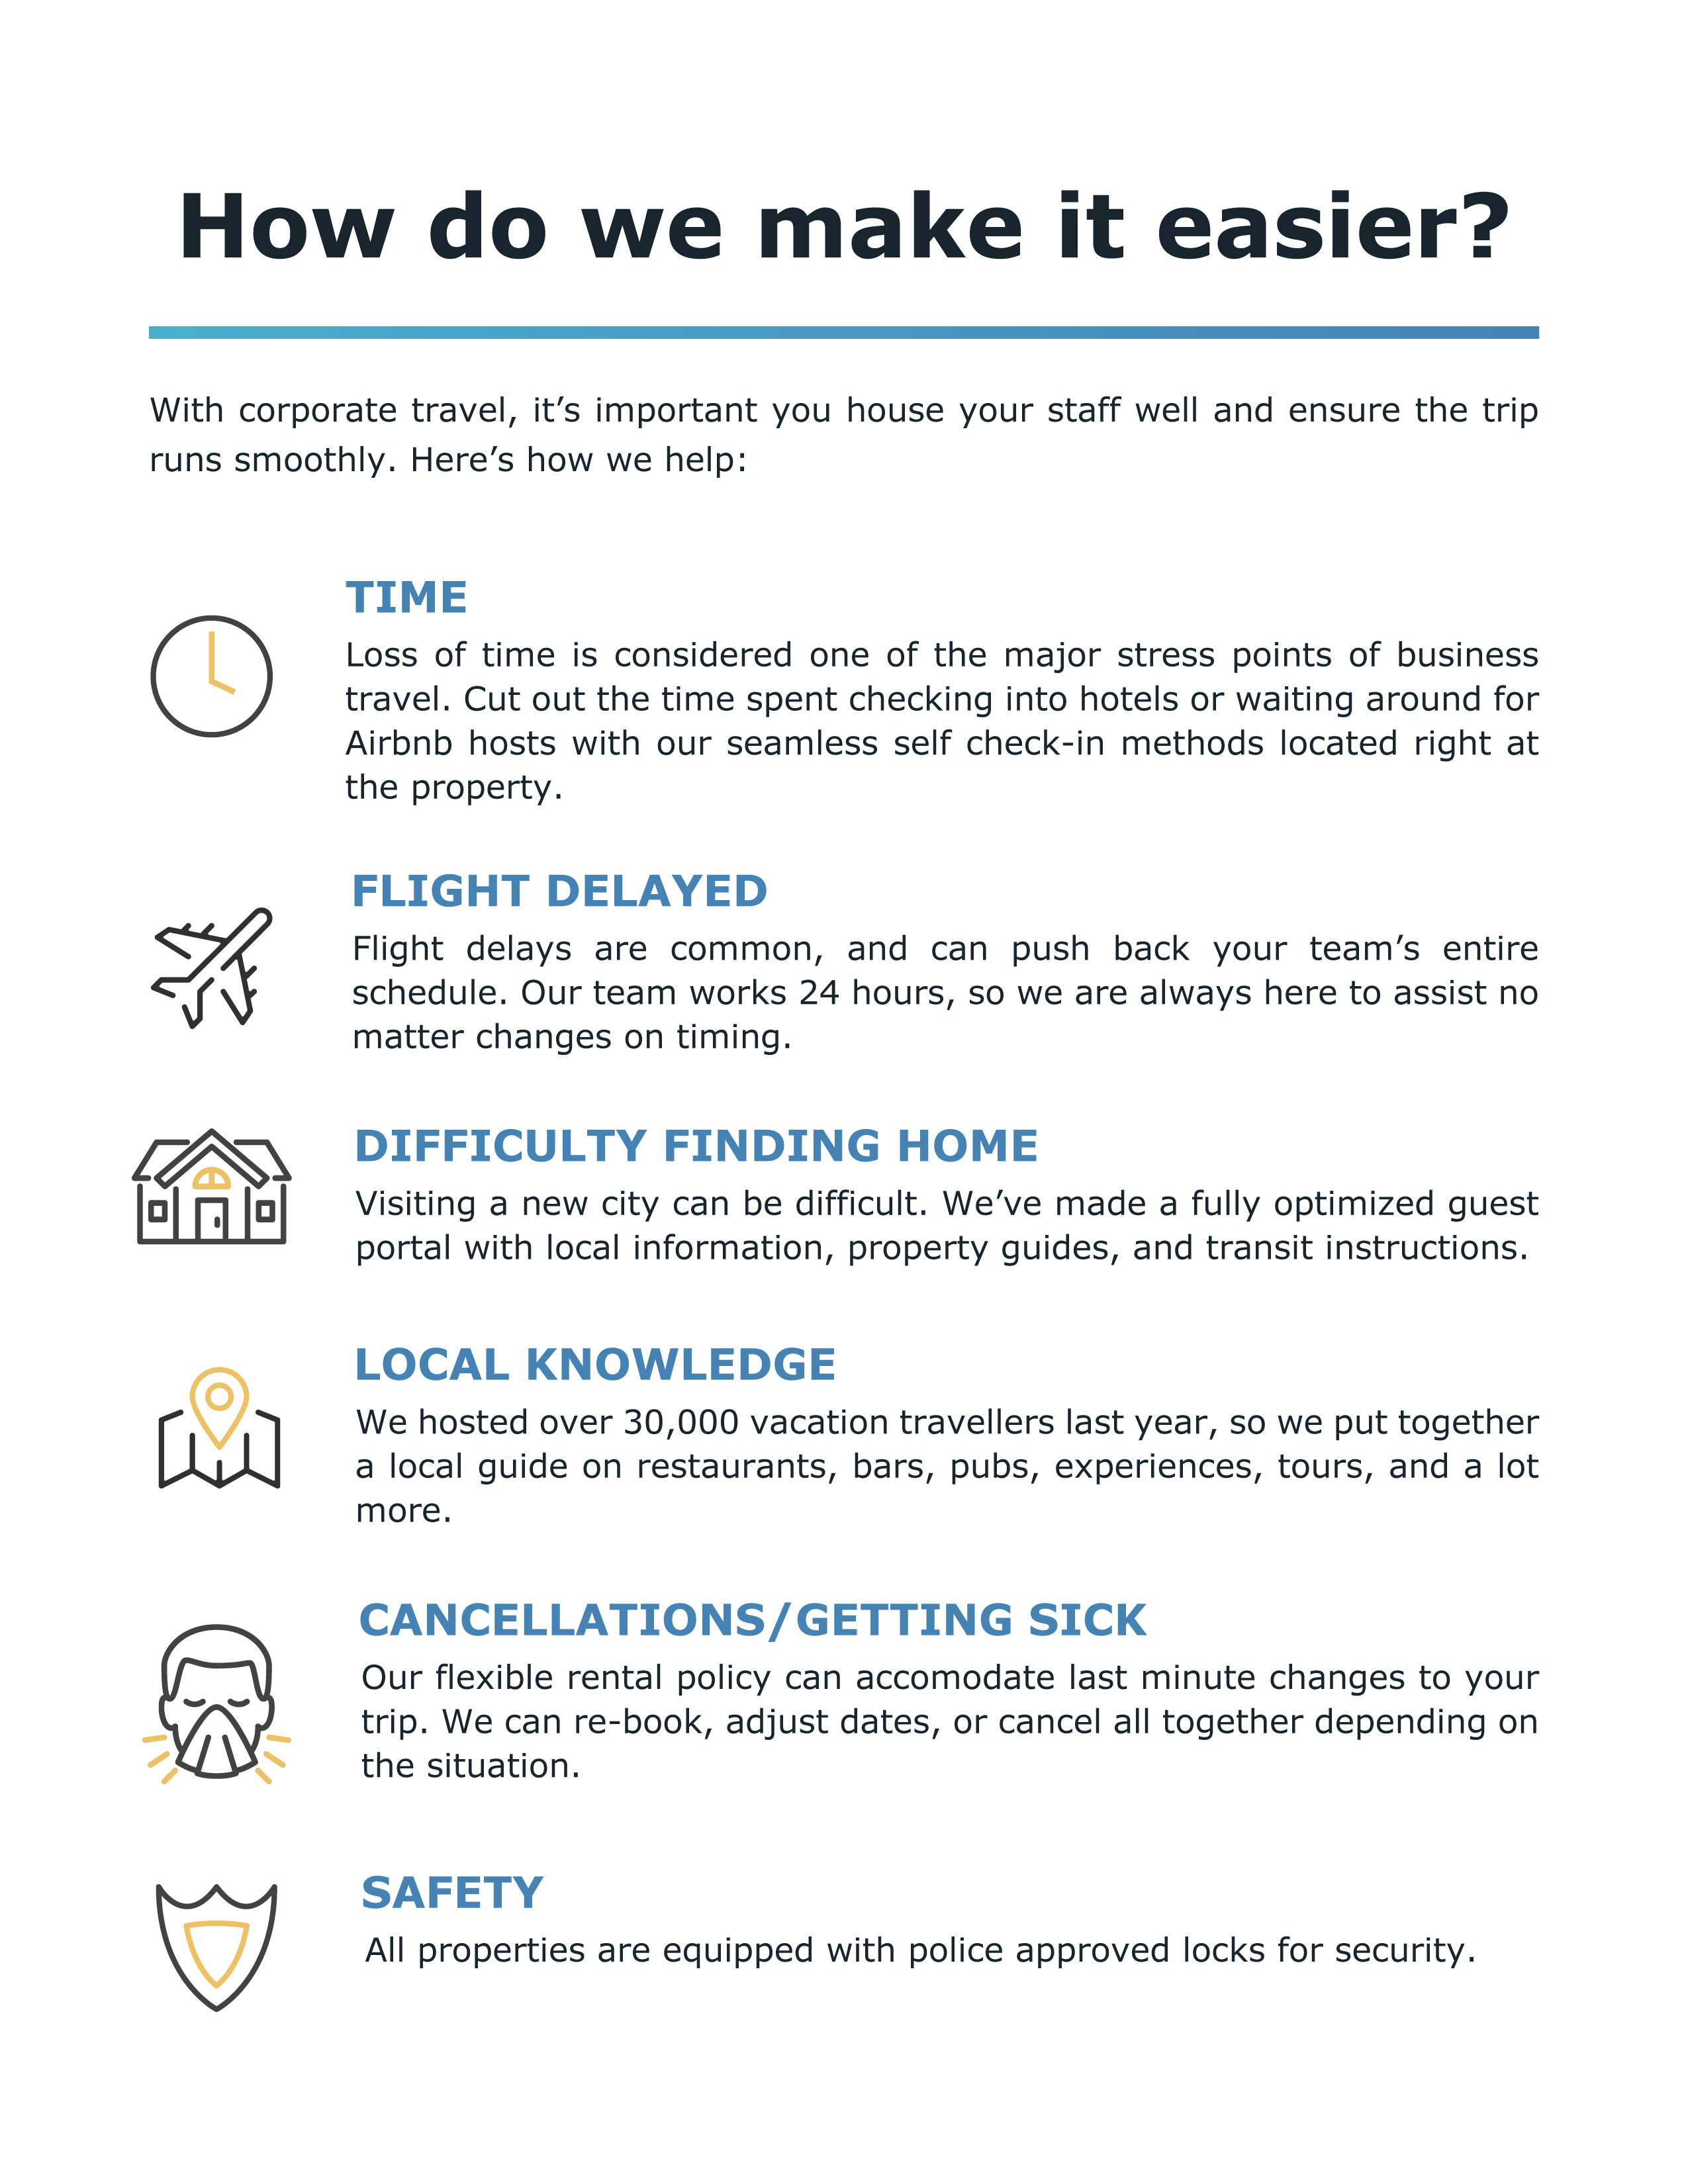 How do we make it easier?
With corporate travel, it’s important you house your staff well and ensure the trip
runs smoothly. Here’s how we help:
TIME
Loss of time is considered one of the major stress points of business
travel. Cut out the time spent checking into hotels or waiting around for
Airbnb hosts with our seamless self check-in methods located right at
the property.
FLIGHT DELAYED
Flight delays are common, and can push back your team’s entire
schedule. Our team works 24 hours, so we are always here to assist no
matter changes on timing.
DIFFICULTY FINDING HOME
Visiting a new city can be difficult. We’ve made a fully optimized guest
portal with local information, property guides, and transit instructions.
LOCAL KNOWLEDGE
We hosted over 30,000 vacation travellers last year, so we put together
a local guide on restaurants, bars, pubs, experiences, tours, and a lot
more.
CANCELLATIONS/GETTING SICK
Our flexible rental policy can accomodate last minute changes to your
trip. We can re-book, adjust dates, or cancel all together depending on
the situation.
SAFETY
All properties are equipped with police approved locks for security.